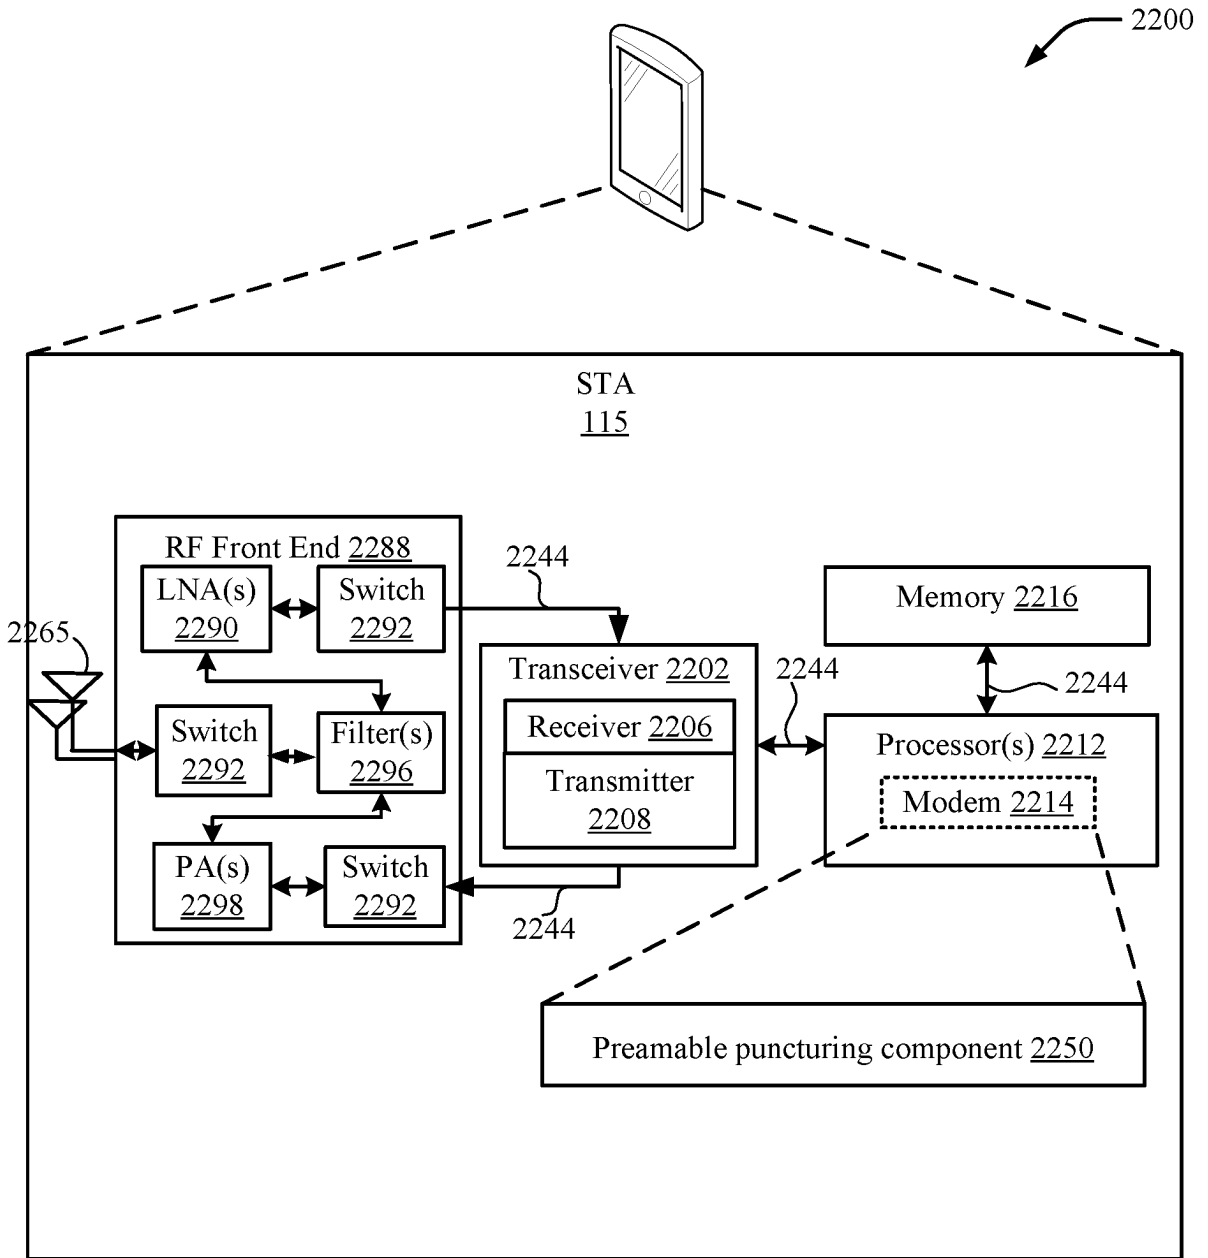 2200
STA
115
RF Front End 2288
LNA(s)
2290
Switch
2292
2244
2265
Switch
2292
Filter(s)
2296
PA(s)
2298
Switch
2292
2244
Transceiver 2202
Receiver 2206
Transmitter
2208
2244
Memory 2216
2244
Processor(s) 2212
Modem 2214
Preamable puncturing component 2250